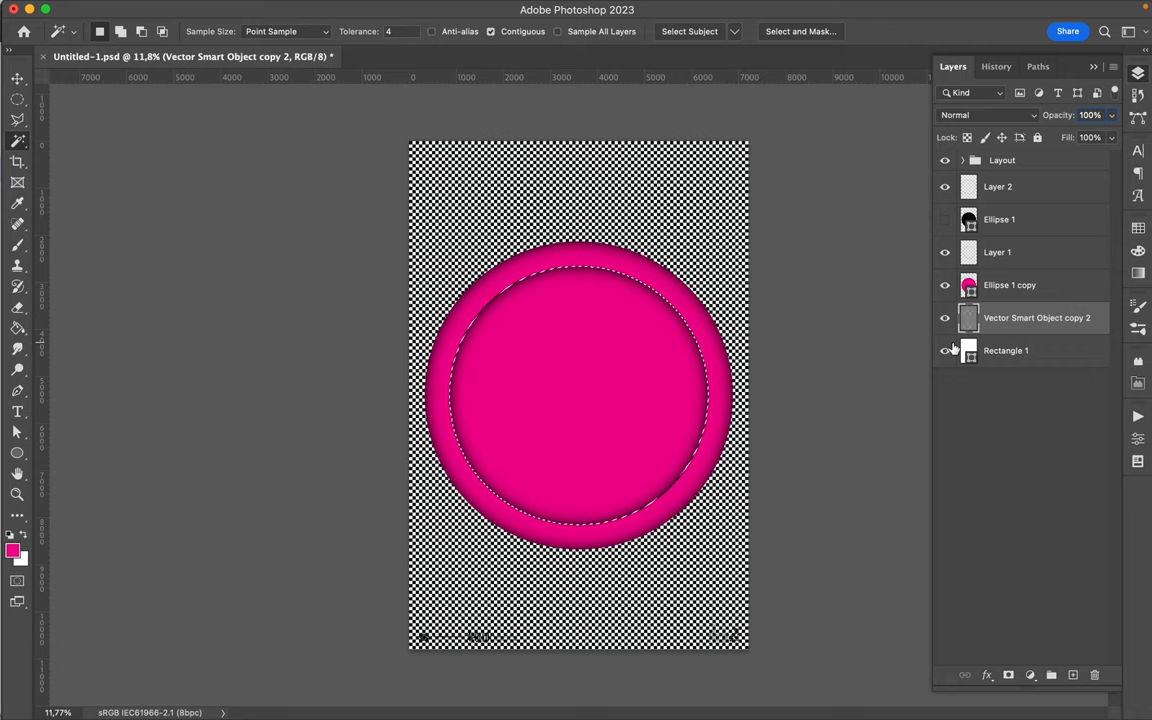 Adobe Photoshop 2023
Sample Size: Point Sample Tolerance: 4 Anti-alias Contiguous Sample All Layers Select Subject Select and Mask... Share
Untitled-1.psd @ 11,8% (Vector Smart Object copy 2, RGB/8) *
7000 6000 5000 4000 3000 2000 1000 0 1000 2000 3000 4000 5000 6000 7000 8000 9000 10000
Layers History Paths
Kind
Normal Opacity: 100%
Lock: Fill: 100%
Layout
Layer 2
Ellipse 1
Layer 1
Ellipse 1 copy
Vector Smart Object copy 2
Rectangle 1
fx
11,77% sRGB IEC61966-2.1 (8bpc)